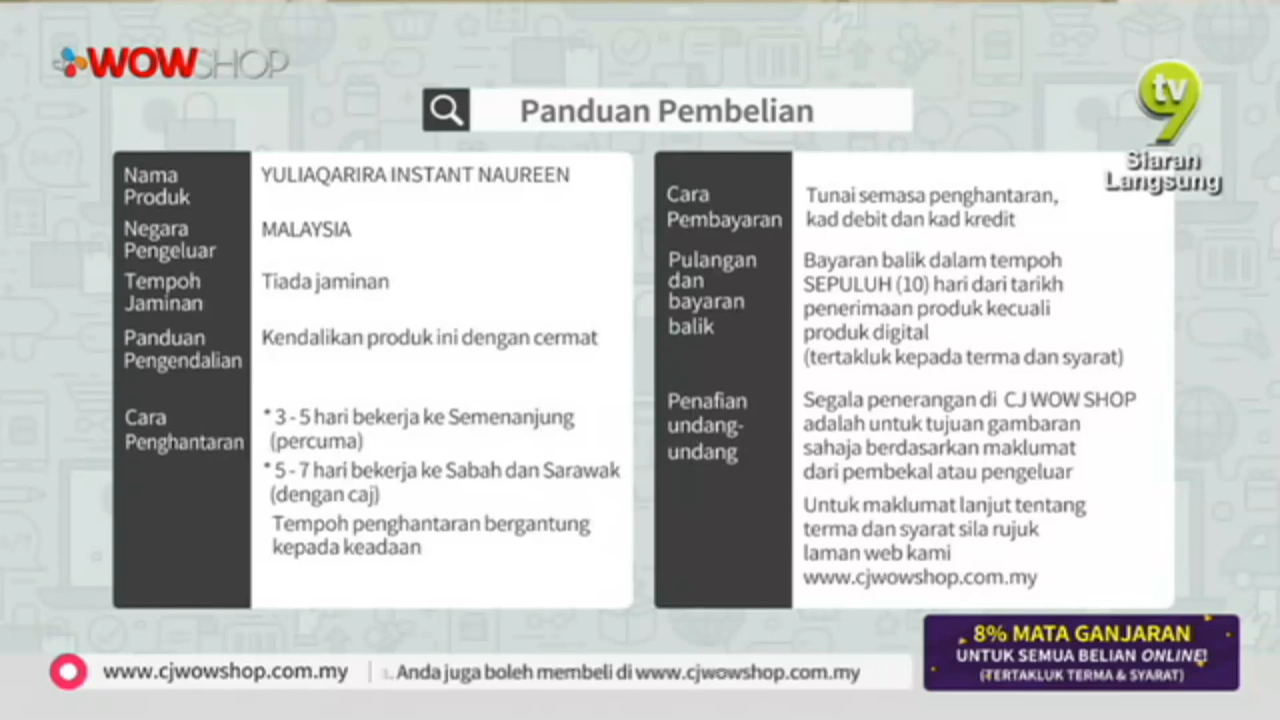 WOWSHOP
tv
9
Siaran
Langsung
Panduan Pembelian
Nama
Produk
YULIAQARIRA INSTANT NAUREEN
Negara
Pengeluar
MALAYSIA
Tempoh
Jaminan
Tiada jaminan
Panduan
Pengendalian
Kendalikan produk ini dengan cermat
Cara
Penghantaran
* 3 - 5 hari bekerja ke Semenanjung
(percuma)
* 5 - 7 hari bekerja ke Sabah dan Sarawak
(dengan caj)
Tempoh penghantaran bergantung
kepada keadaan
Cara
Pembayaran
Tunai semasa penghantaran,
kad debit dan kad kredit
Pulangan
dan
bayaran
balik
Bayaran balik dalam tempoh
SEPULUH (10) hari dari tarikh
penerimaan produk kecuali
produk digital
(tertakluk kepada terma dan syarat)
Penafian
undang-
undang
Segala penerangan di CJ WOW SHOP
adalah untuk tujuan gambaran
sahaja berdasarkan maklumat
dari pembekal atau pengeluar
Untuk maklumat lanjut tentang
terma dan syarat sila rujuk
laman web kami
www.cjwowshop.com.my
www.cjwowshop.com.my
Anda juga boleh membeli di www.cjwowshop.com.my
8% MATA GANJARAN
UNTUK SEMUA BELIAN ONLINE!
(TERTAKLUK TERMA & SYARAT)